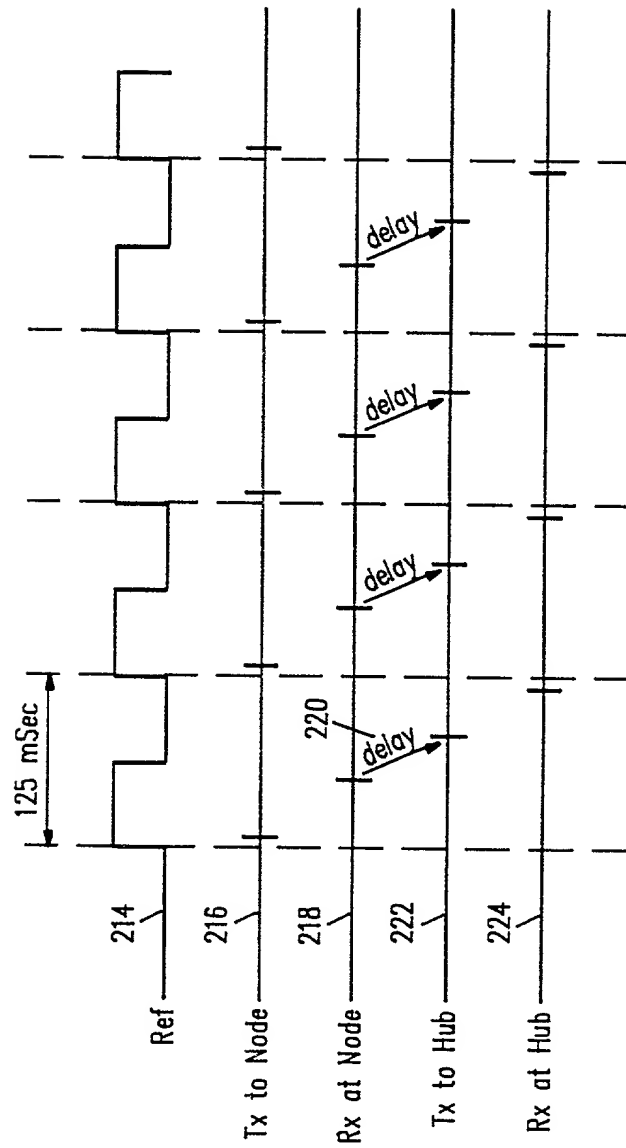 125 mSec
Ref
214
Tx to Node
216
Rx at Node
218
220
delay
delay
delay
delay
Tx to Hub
222
Rx at Hub
224